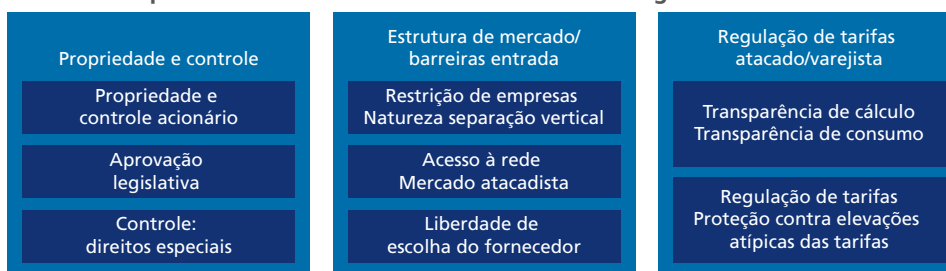 Propriedade e controle
Propriedade e
controle acionário
Aprovação
legislativa
Controle:
direitos especiais
Estrutura de mercado/
barreiras entrada
Restrição de empresas
Natureza separação vertical
Acesso à rede
Mercado atacadista
Liberdade de
escolha do fornecedor
Regulação de tarifas
atacado/varejista
Transparência de cálculo
Transparência de consumo
Regulação de tarifas
Proteção contra elevações
atípicas das tarifas